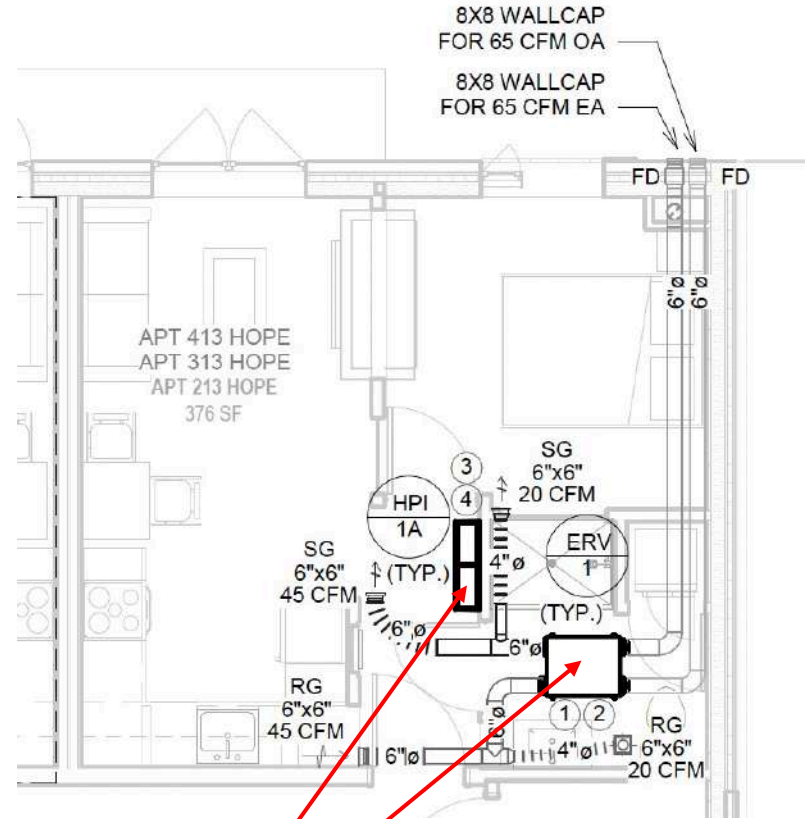 8X8 WALLCAP
FOR 65 CFM OA
8X8 WALLCAP
FOR 65 CFM EA
FD
FD
6"ø
6"ø
APT 413 HOPE
APT 313 HOPE
APT 213 HOPE
376 SF
3
4
SG
6"x6"
20 CFM
HPI
1A
ERV
1
SG
6"x6"
45 CFM
(TYP.)
4"ø
(TYP.)
6"ø
6"ø
RG
6"x6"
45 CFM
1
2
6"ø
RG
6"x6"
20 CFM
6"ø
4"ø